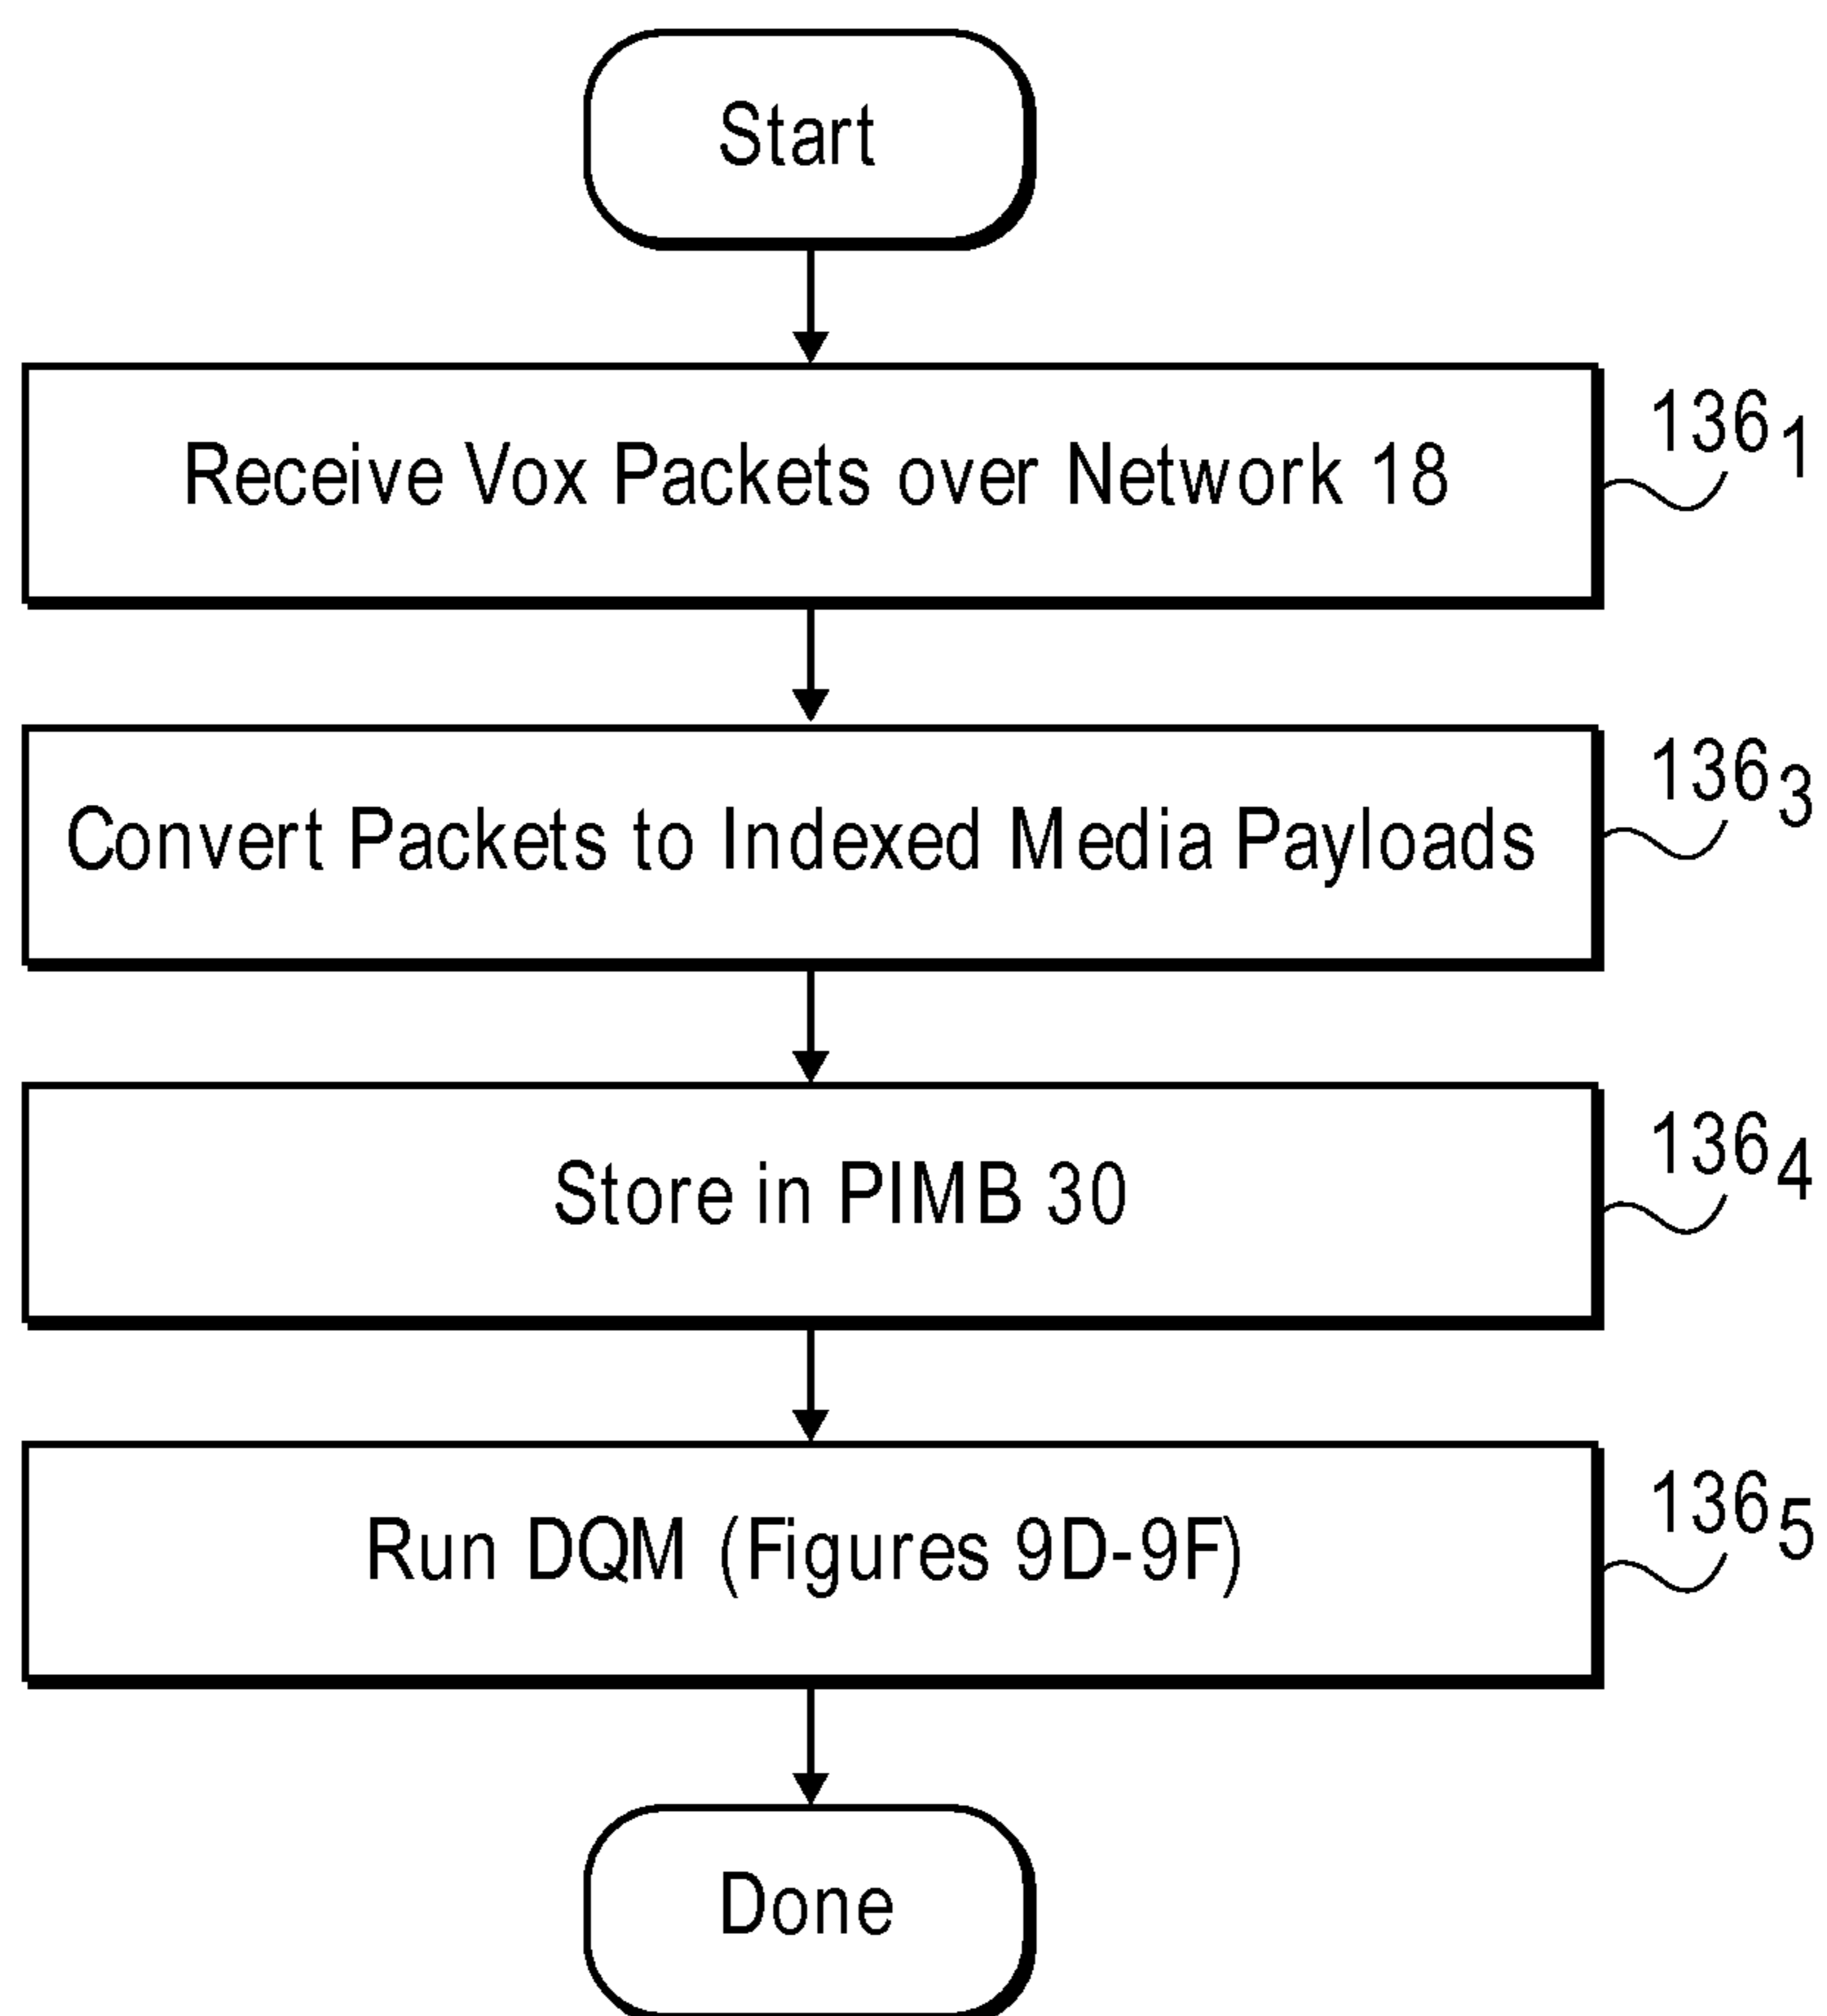 Start
Receive Vox Packets over Network 18
136₁
Convert Packets to Indexed Media Payloads
136₃
Store in PIMB 30
136₄
Run DQM (Figures 9D-9F)
136₅
Done